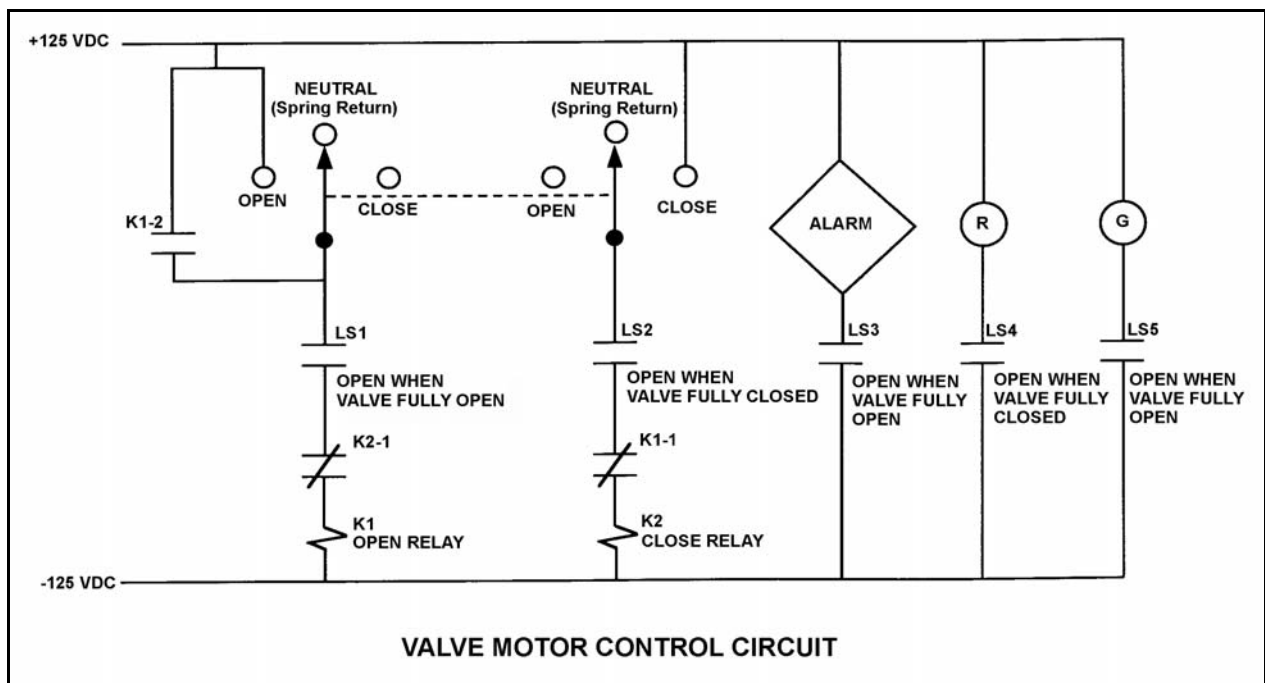 +125 VDC
NEUTRAL
(Spring Return)
NEUTRAL
(Spring Return)
OPEN
CLOSE
OPEN
CLOSE
K1-2
ALARM
R
G
LS1
OPEN WHEN
VALVE FULLY OPEN
LS2
OPEN WHEN
VALVE FULLY CLOSED
LS3
OPEN WHEN
VALVE FULLY
OPEN
LS4
OPEN WHEN
VALVE FULLY
CLOSED
LS5
OPEN WHEN
VALVE FULLY
OPEN
K2-1
K1-1
K1
OPEN RELAY
K2
CLOSE RELAY
-125 VDC
VALVE MOTOR CONTROL CIRCUIT